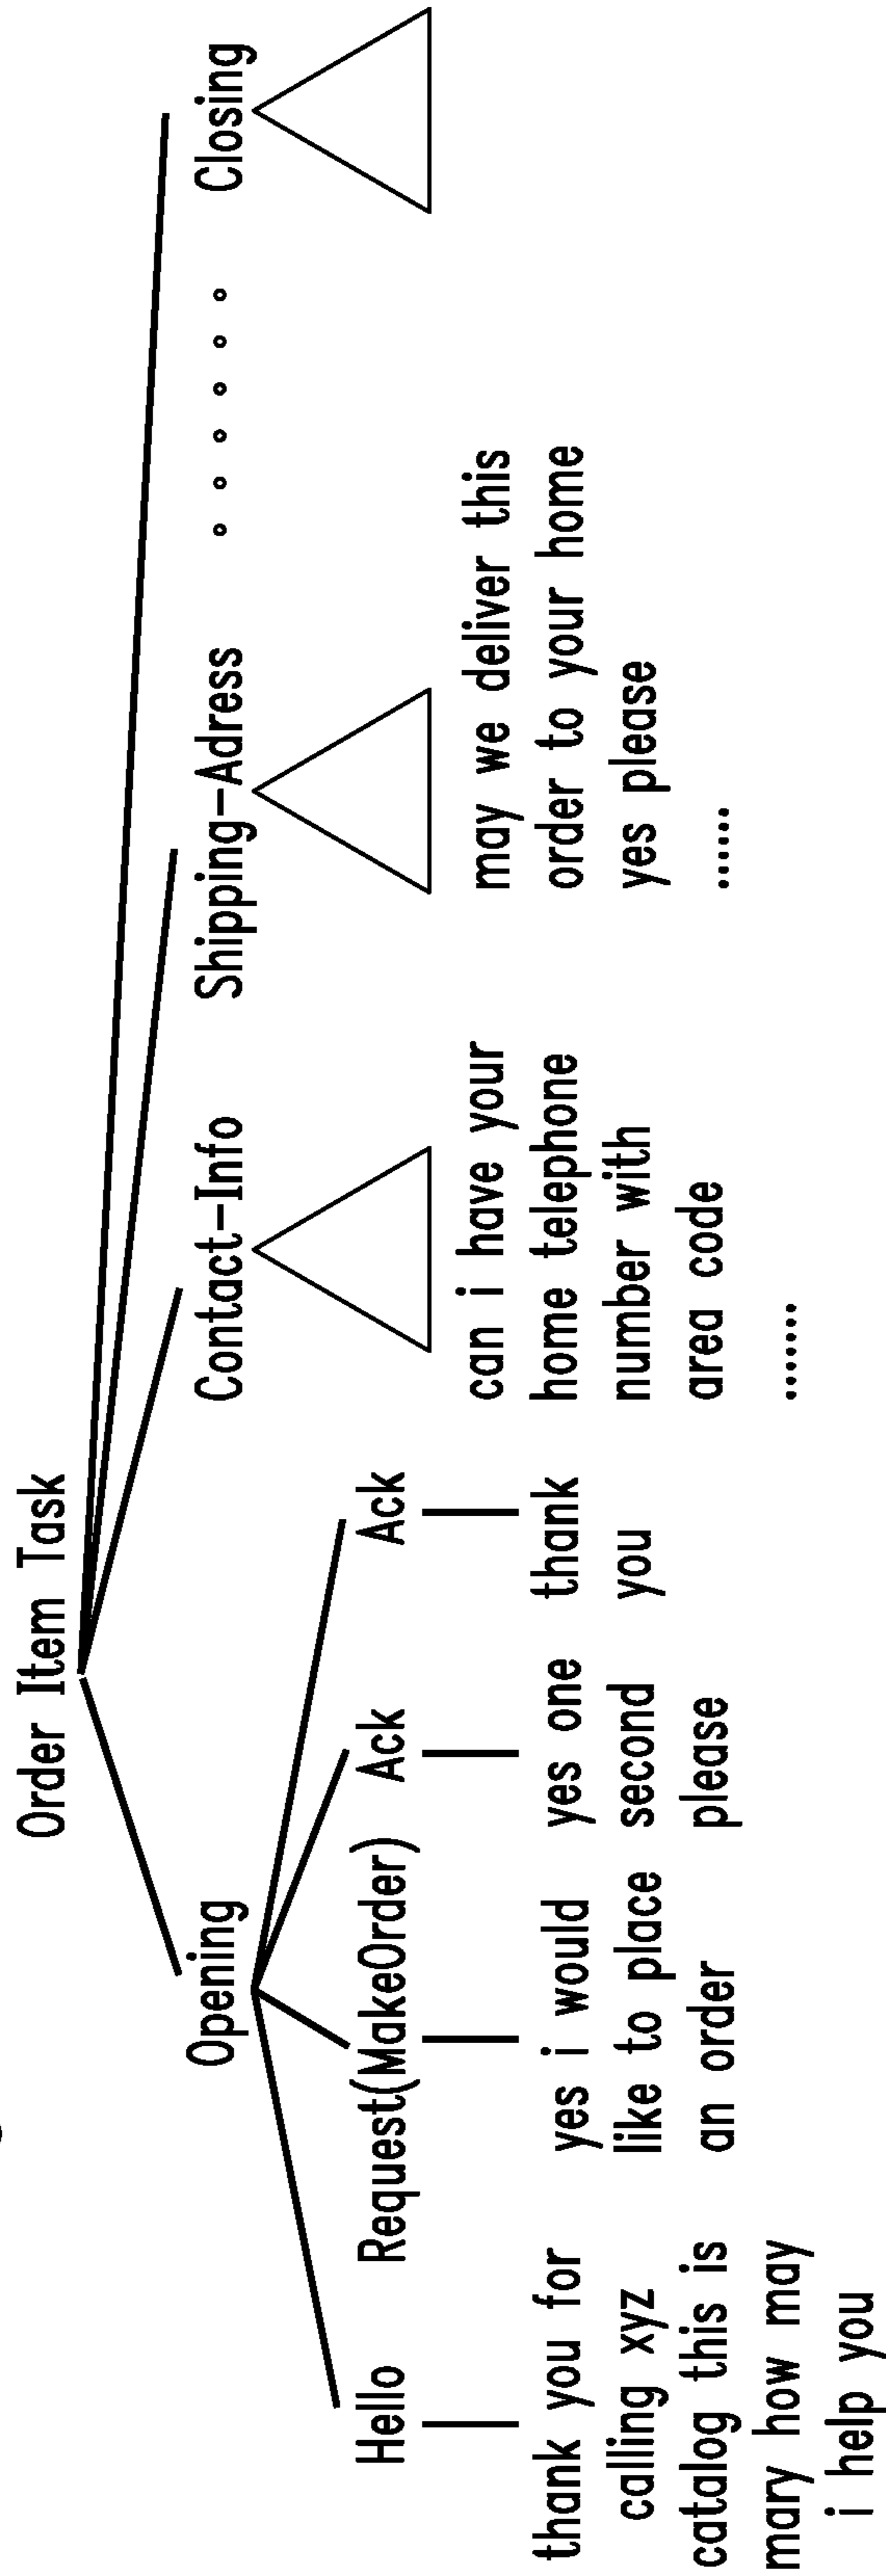 Order Item Task
Opening
Contact-Info
Shipping-Adress
Closing
Hello
Request(MakeOrder)
Ack
Ack
thank you for
calling xyz
catalog this is
mary how may
i help you
yes i would
like to place
an order
yes one
second
please
thank
you
can i have your
home telephone
number with
area code
.......
may we deliver this
order to your home
yes please
......